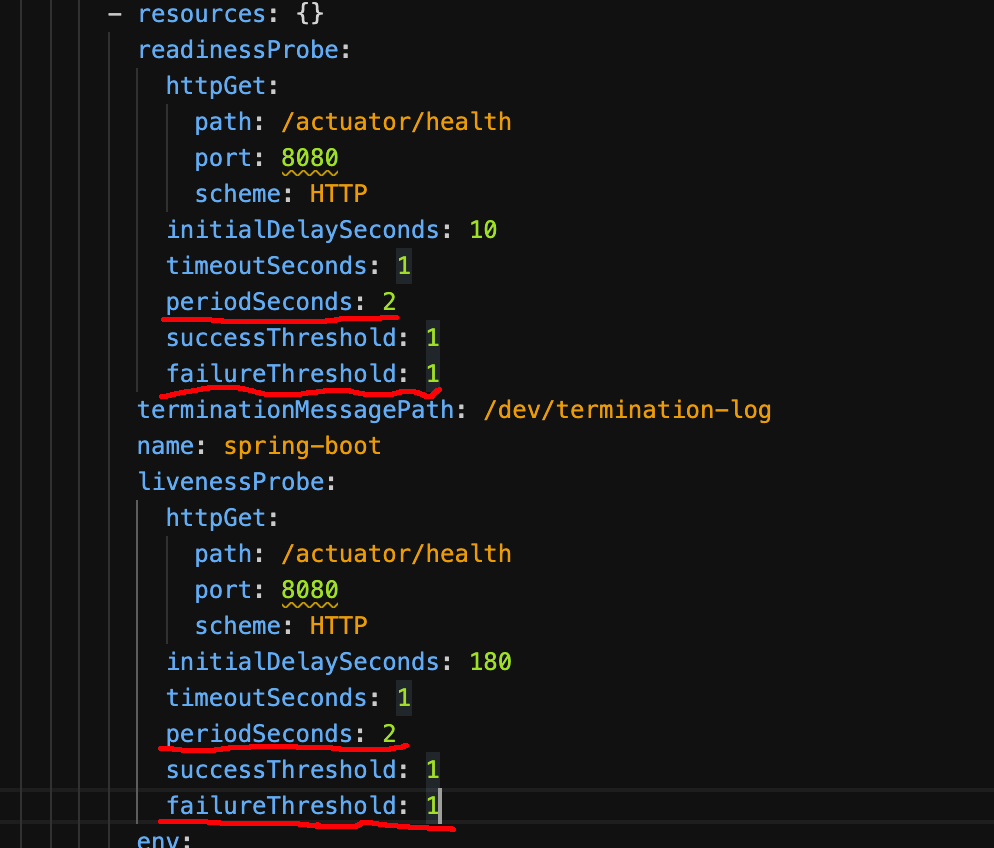 - resources: {}
readinessProbe:
httpGet:
path: /actuator/health
port: 8080
scheme: HTTP
initialDelaySeconds: 10
timeoutSeconds: 1
periodSeconds: 2
successThreshold: 1
failureThreshold: 1
terminationMessagePath: /dev/termination-log
name: spring-boot
livenessProbe:
httpGet:
path: /actuator/health
port: 8080
scheme: HTTP
initialDelaySeconds: 180
timeoutSeconds: 1
periodSeconds: 2
successThreshold: 1
failureThreshold: 1
env: